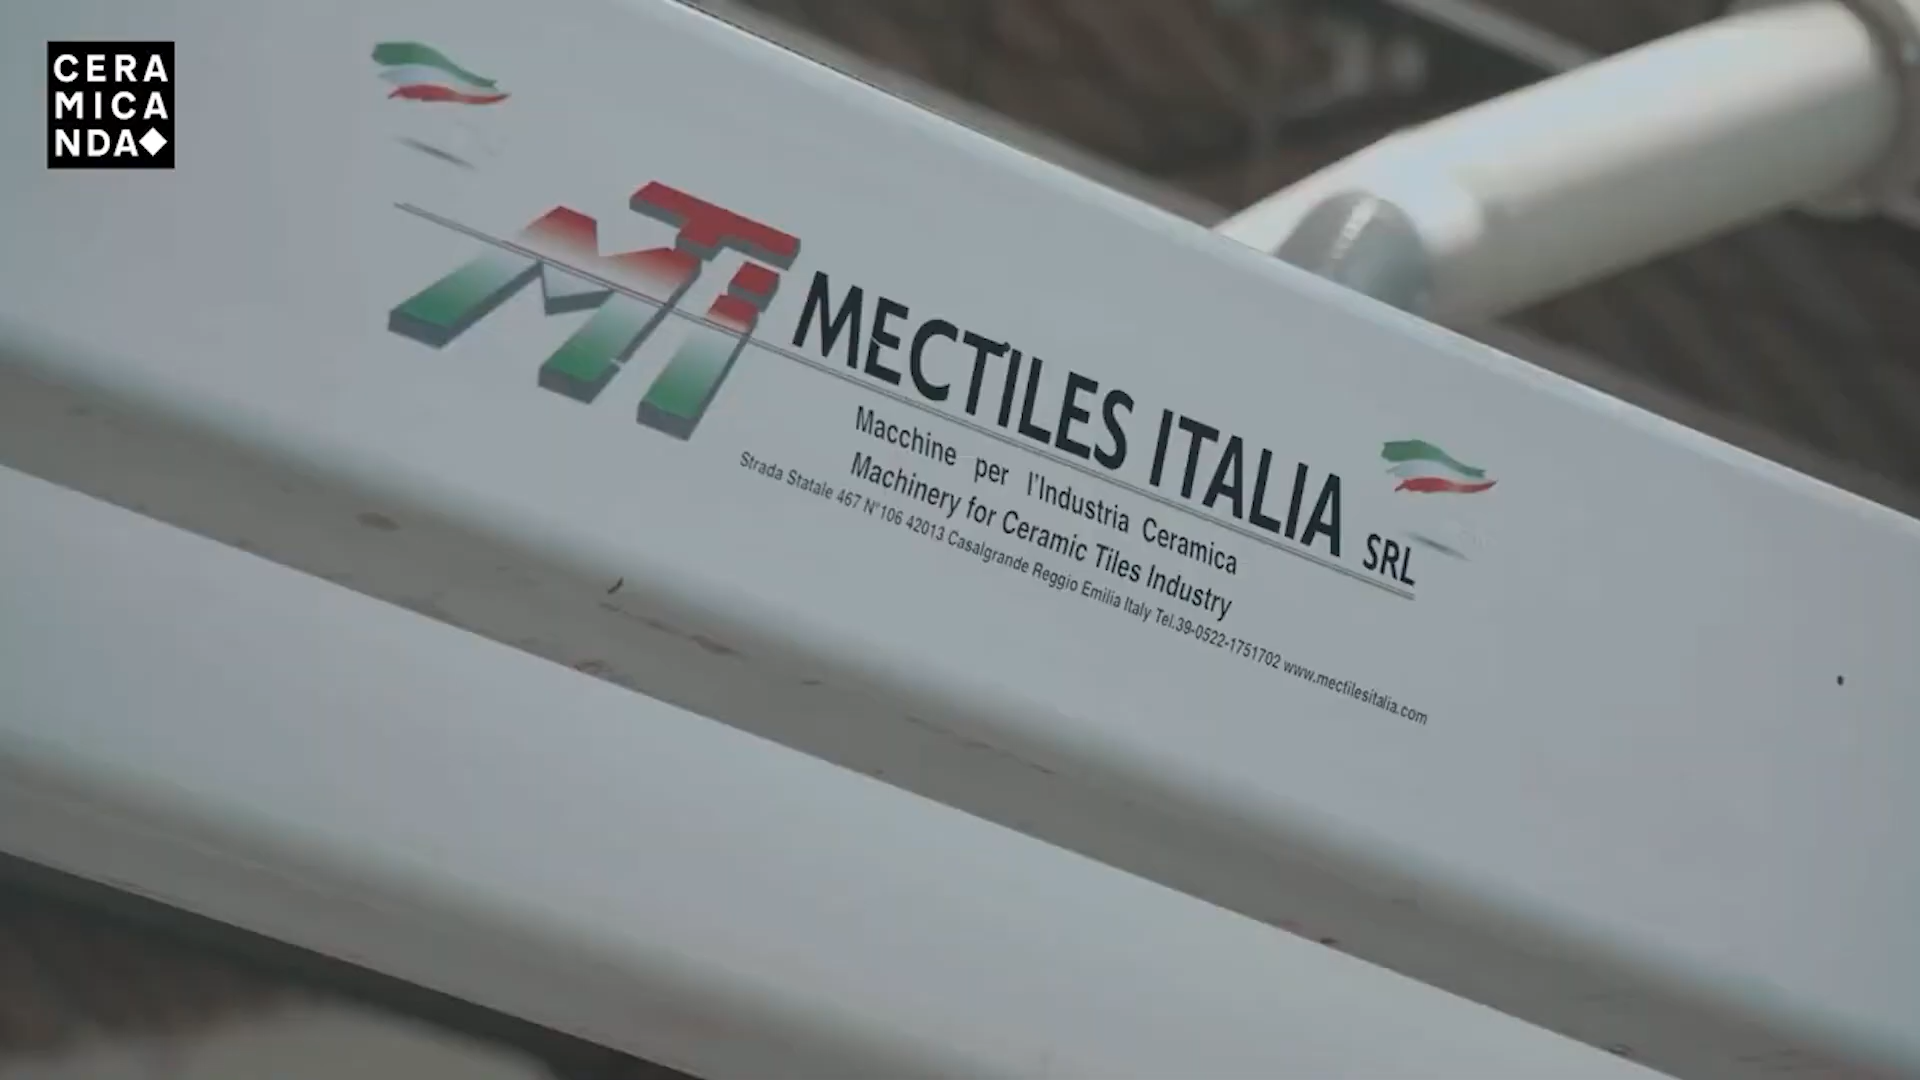 CERA
MICA
NDA
MTI
MECTILES ITALIA SRL
Macchine per l'Industria Ceramica
Machinery for Ceramic Tiles Industry
Strada Statale 467 N°106 42013 Casalgrande Reggio Emilia Italy Tel.39-0522-1751702 www.mectilesitalia.com